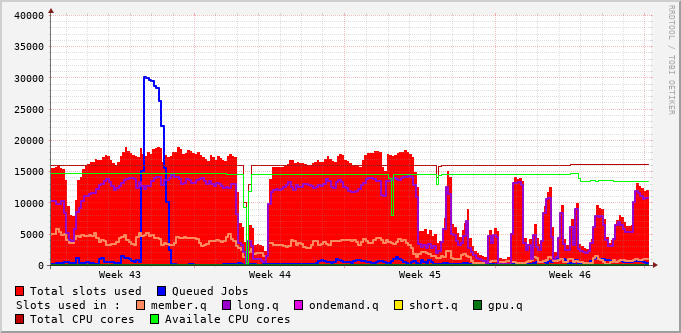 40000
35000
30000
25000
20000
15000
10000
5000
0
Week 43 Week 44 Week 45 Week 46
RRDTOOL / TOBI OETIKER
Total slots used Queued Jobs
Slots used in : member.q long.q ondemand.q short.q gpu.q
Total CPU cores Availale CPU cores